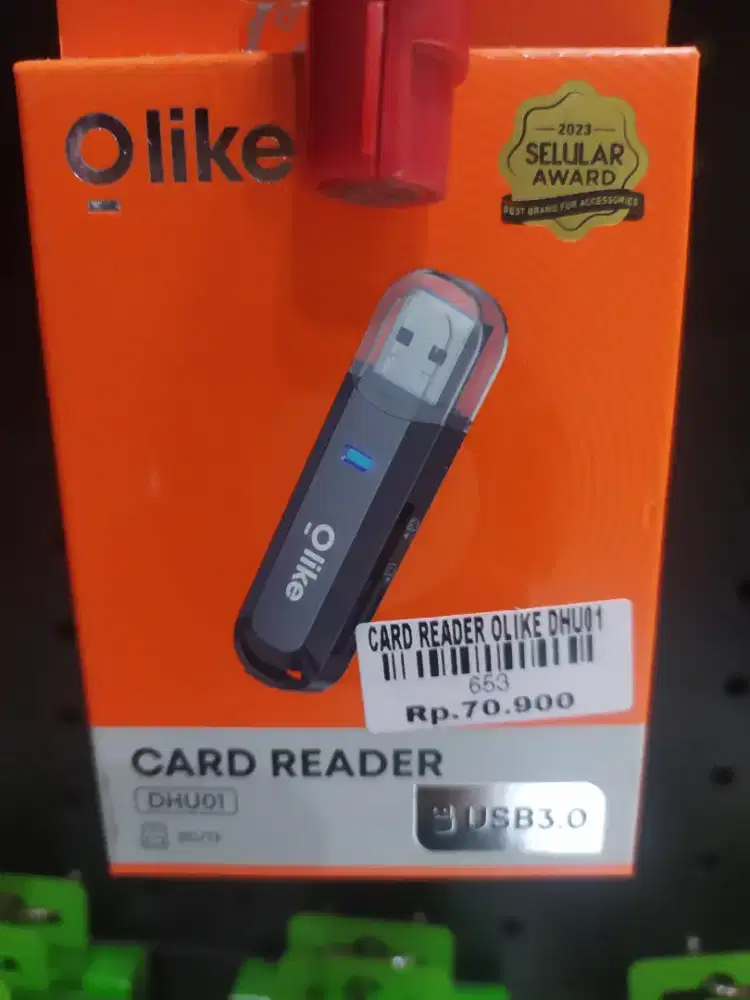 Olike
2023
SELULAR
AWARD
BEST BRAND FOR ACCESSORIES
Olike
CARD READER OLIKE DHU01
653
Rp.70.900
CARD READER
DHU01
USB3.0